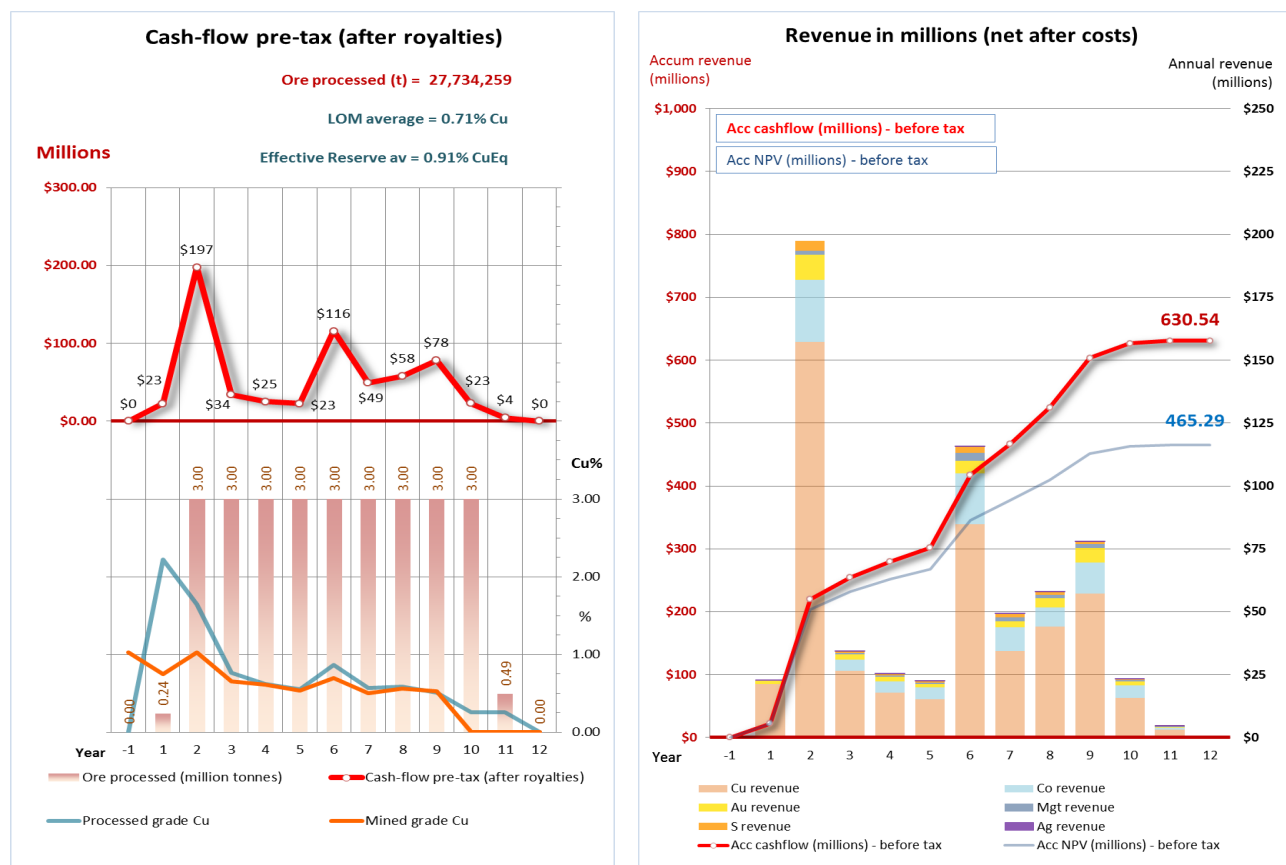 Cash-flow pre-tax (after royalties)
Ore processed (t) = 27,734,259
LOM average = 0.71% Cu
Millions
Effective Reserve av = 0.91% CuEq
$300.00
$197
$200.00
$116
$100.00
$78
$58
$23
$25
$23
$0
$34
$23
$49
$4
$0
$0.00
Cu%
3.00 3.00 3.00 3.00 3.00 3.00 3.00 3.00 3.00
3.00
2.00
%
1.00
0.00
0.24
0.49
0.00
0.00
Year -1 1 2 3 4 5 6 7 8 9 10 11 12
Ore processed (million tonnes)
Cash-flow pre-tax (after royalties)
Processed grade Cu
Mined grade Cu
Revenue in millions (net after costs)
Accum revenue
(millions)
Annual revenue
(millions)
$1,000
$250
Acc cashflow (millions) - before tax
Acc NPV (millions) - before tax
$900
$225
$800
$200
$700
$175
630.54
$600
$150
465.29
$500
$125
$400
$100
$300
$75
$200
$50
$100
$25
$0
$0
Year -1 1 2 3 4 5 6 7 8 9 10 11 12
Cu revenue
Co revenue
Au revenue
Mgt revenue
S revenue
Ag revenue
Acc cashflow (millions) - before tax
Acc NPV (millions) - before tax